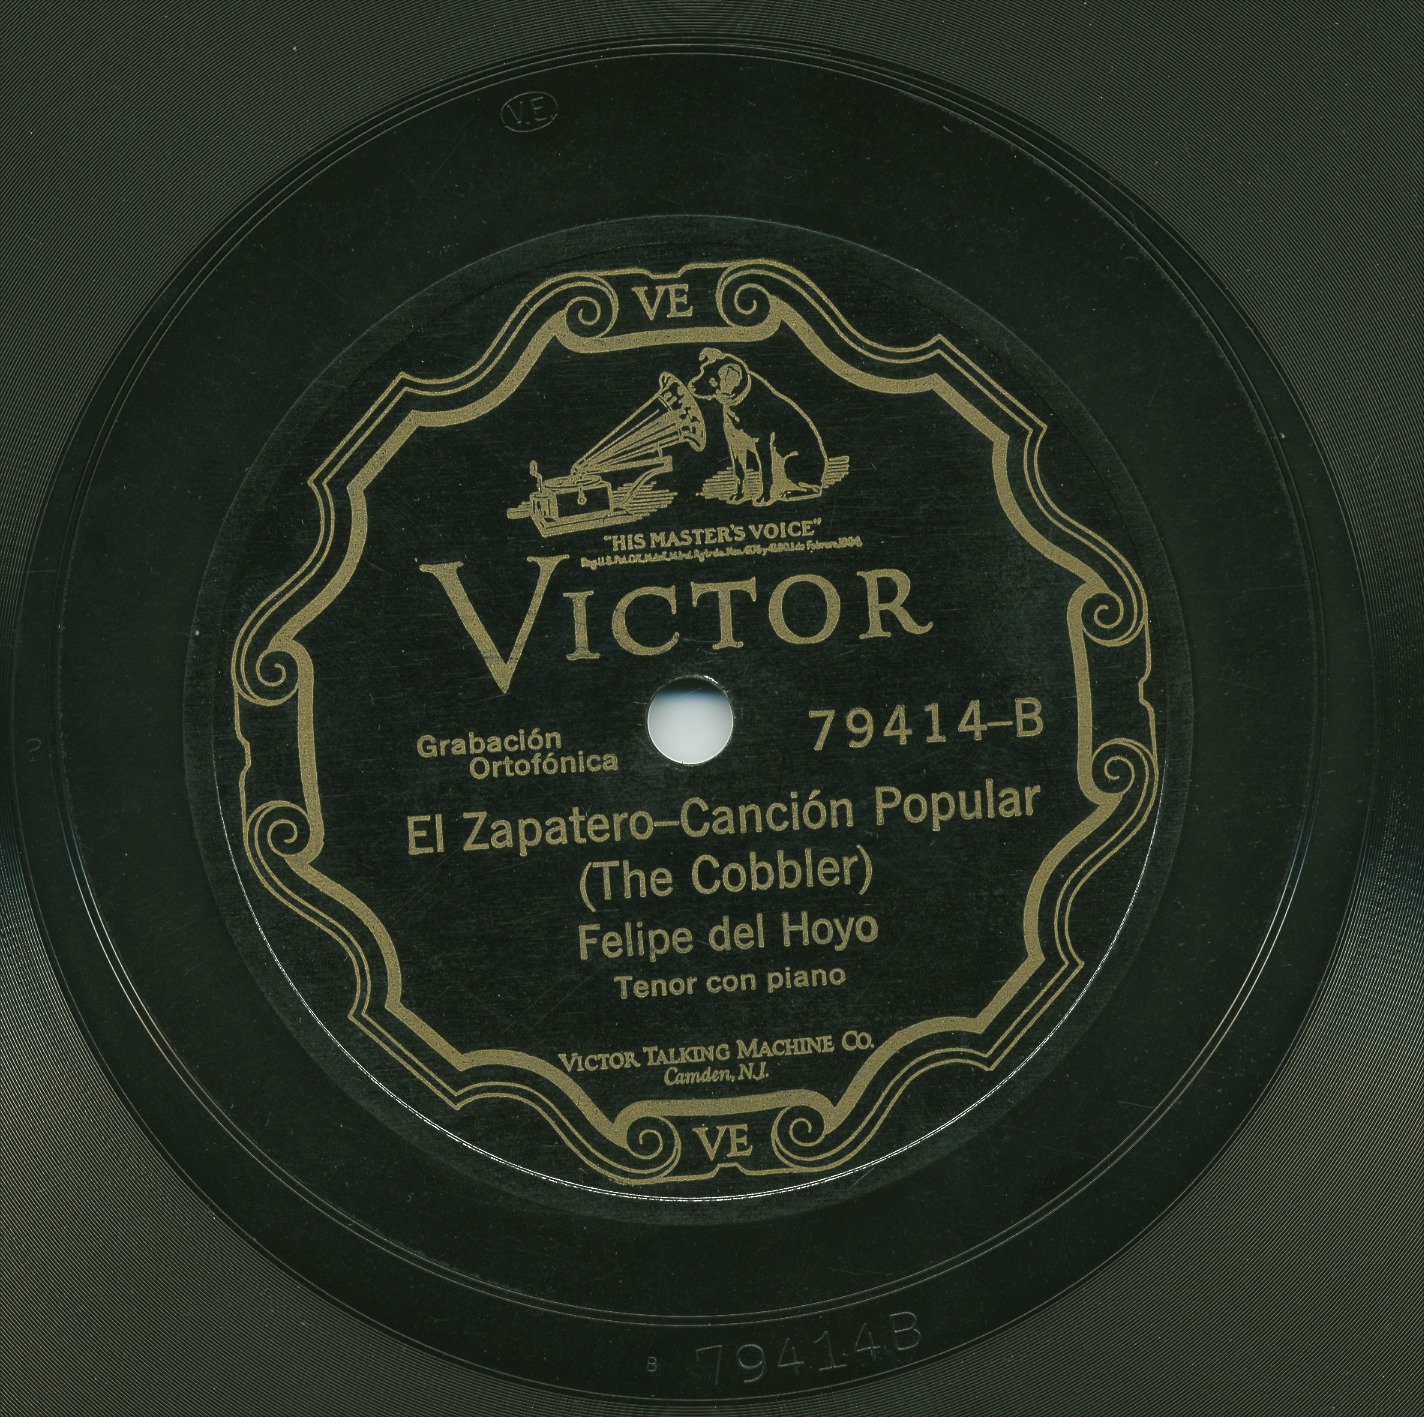 V.E.
VE
"HIS MASTER'S VOICE"
VICTOR
Grabación
Ortofónica
79414-B
El Zapatero-Canción Popular
(The Cobbler)
Felipe del Hoyo
Tenor con piano
VICTOR TALKING MACHINE CO.
Camden, N.J.
VE
B 79414B